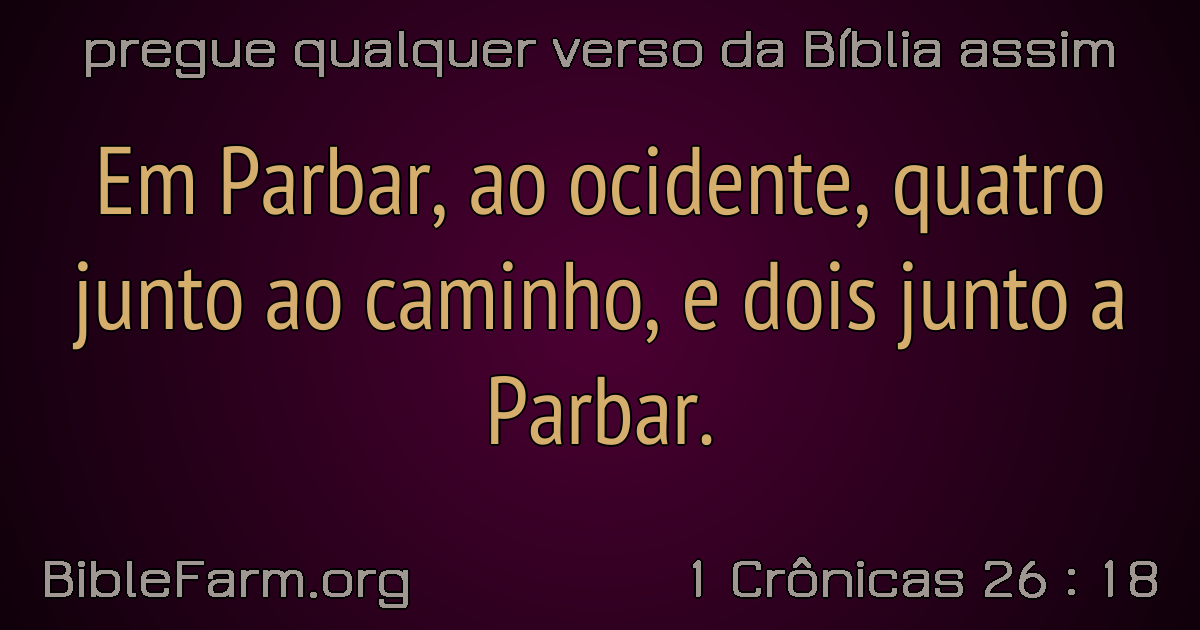 pregue qualquer verso da Bíblia assim
Em Parbar, ao ocidente, quatro
junto ao caminho, e dois junto a
Parbar.
BibleFarm.org
1 Crônicas 26 : 18